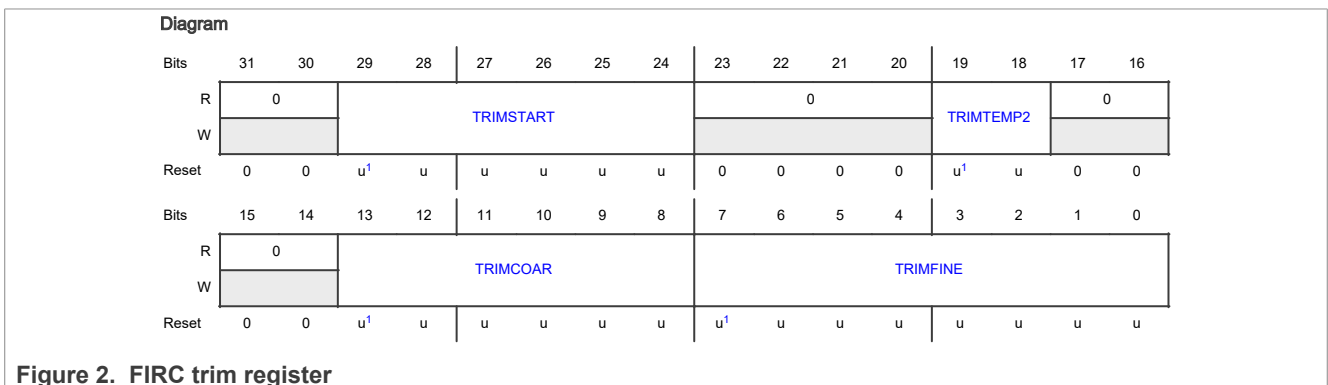 Diagram
Bits 31 30 29 28 27 26 25 24 23 22 21 20 19 18 17 16
R 0 TRIMSTART 0 TRIMTEMP2 0
W
Reset 0 0 u1 u u u u u 0 0 0 0 u1 u 0 0
Bits 15 14 13 12 11 10 9 8 7 6 5 4 3 2 1 0
R 0 TRIMCOAR TRIMFINE
W
Reset 0 0 u1 u u u u u u1 u u u u u u u
Figure 2. FIRC trim register